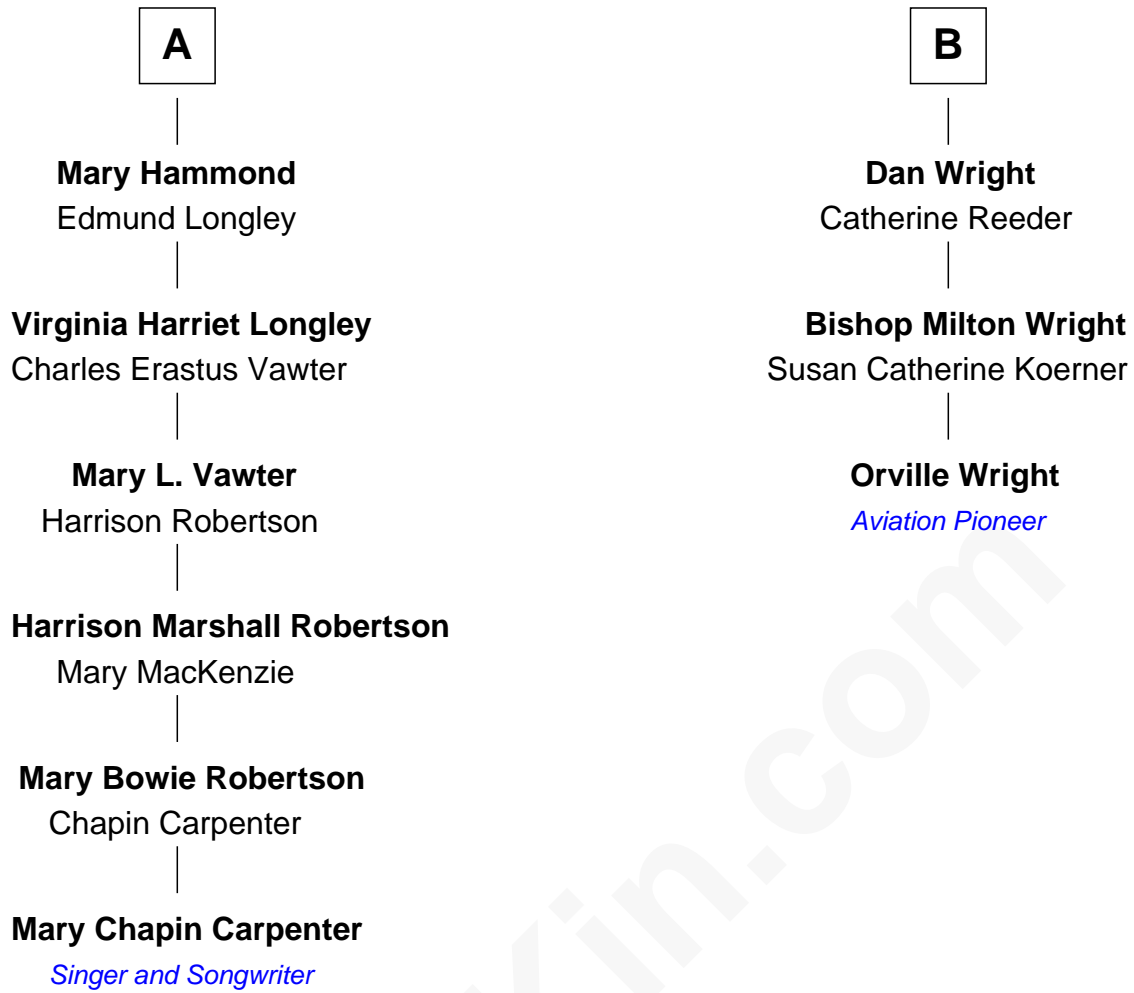 A
Mary Hammond
Edmund Longley
Virginia Harriet Longley
Charles Erastus Vawter
Mary L. Vawter
Harrison Robertson
Harrison Marshall Robertson
Mary MacKenzie
Mary Bowie Robertson
Chapin Carpenter
Mary Chapin Carpenter
Singer and Songwriter
B
Dan Wright
Catherine Reeder
Bishop Milton Wright
Susan Catherine Koerner
Orville Wright
Aviation Pioneer
Kin.com